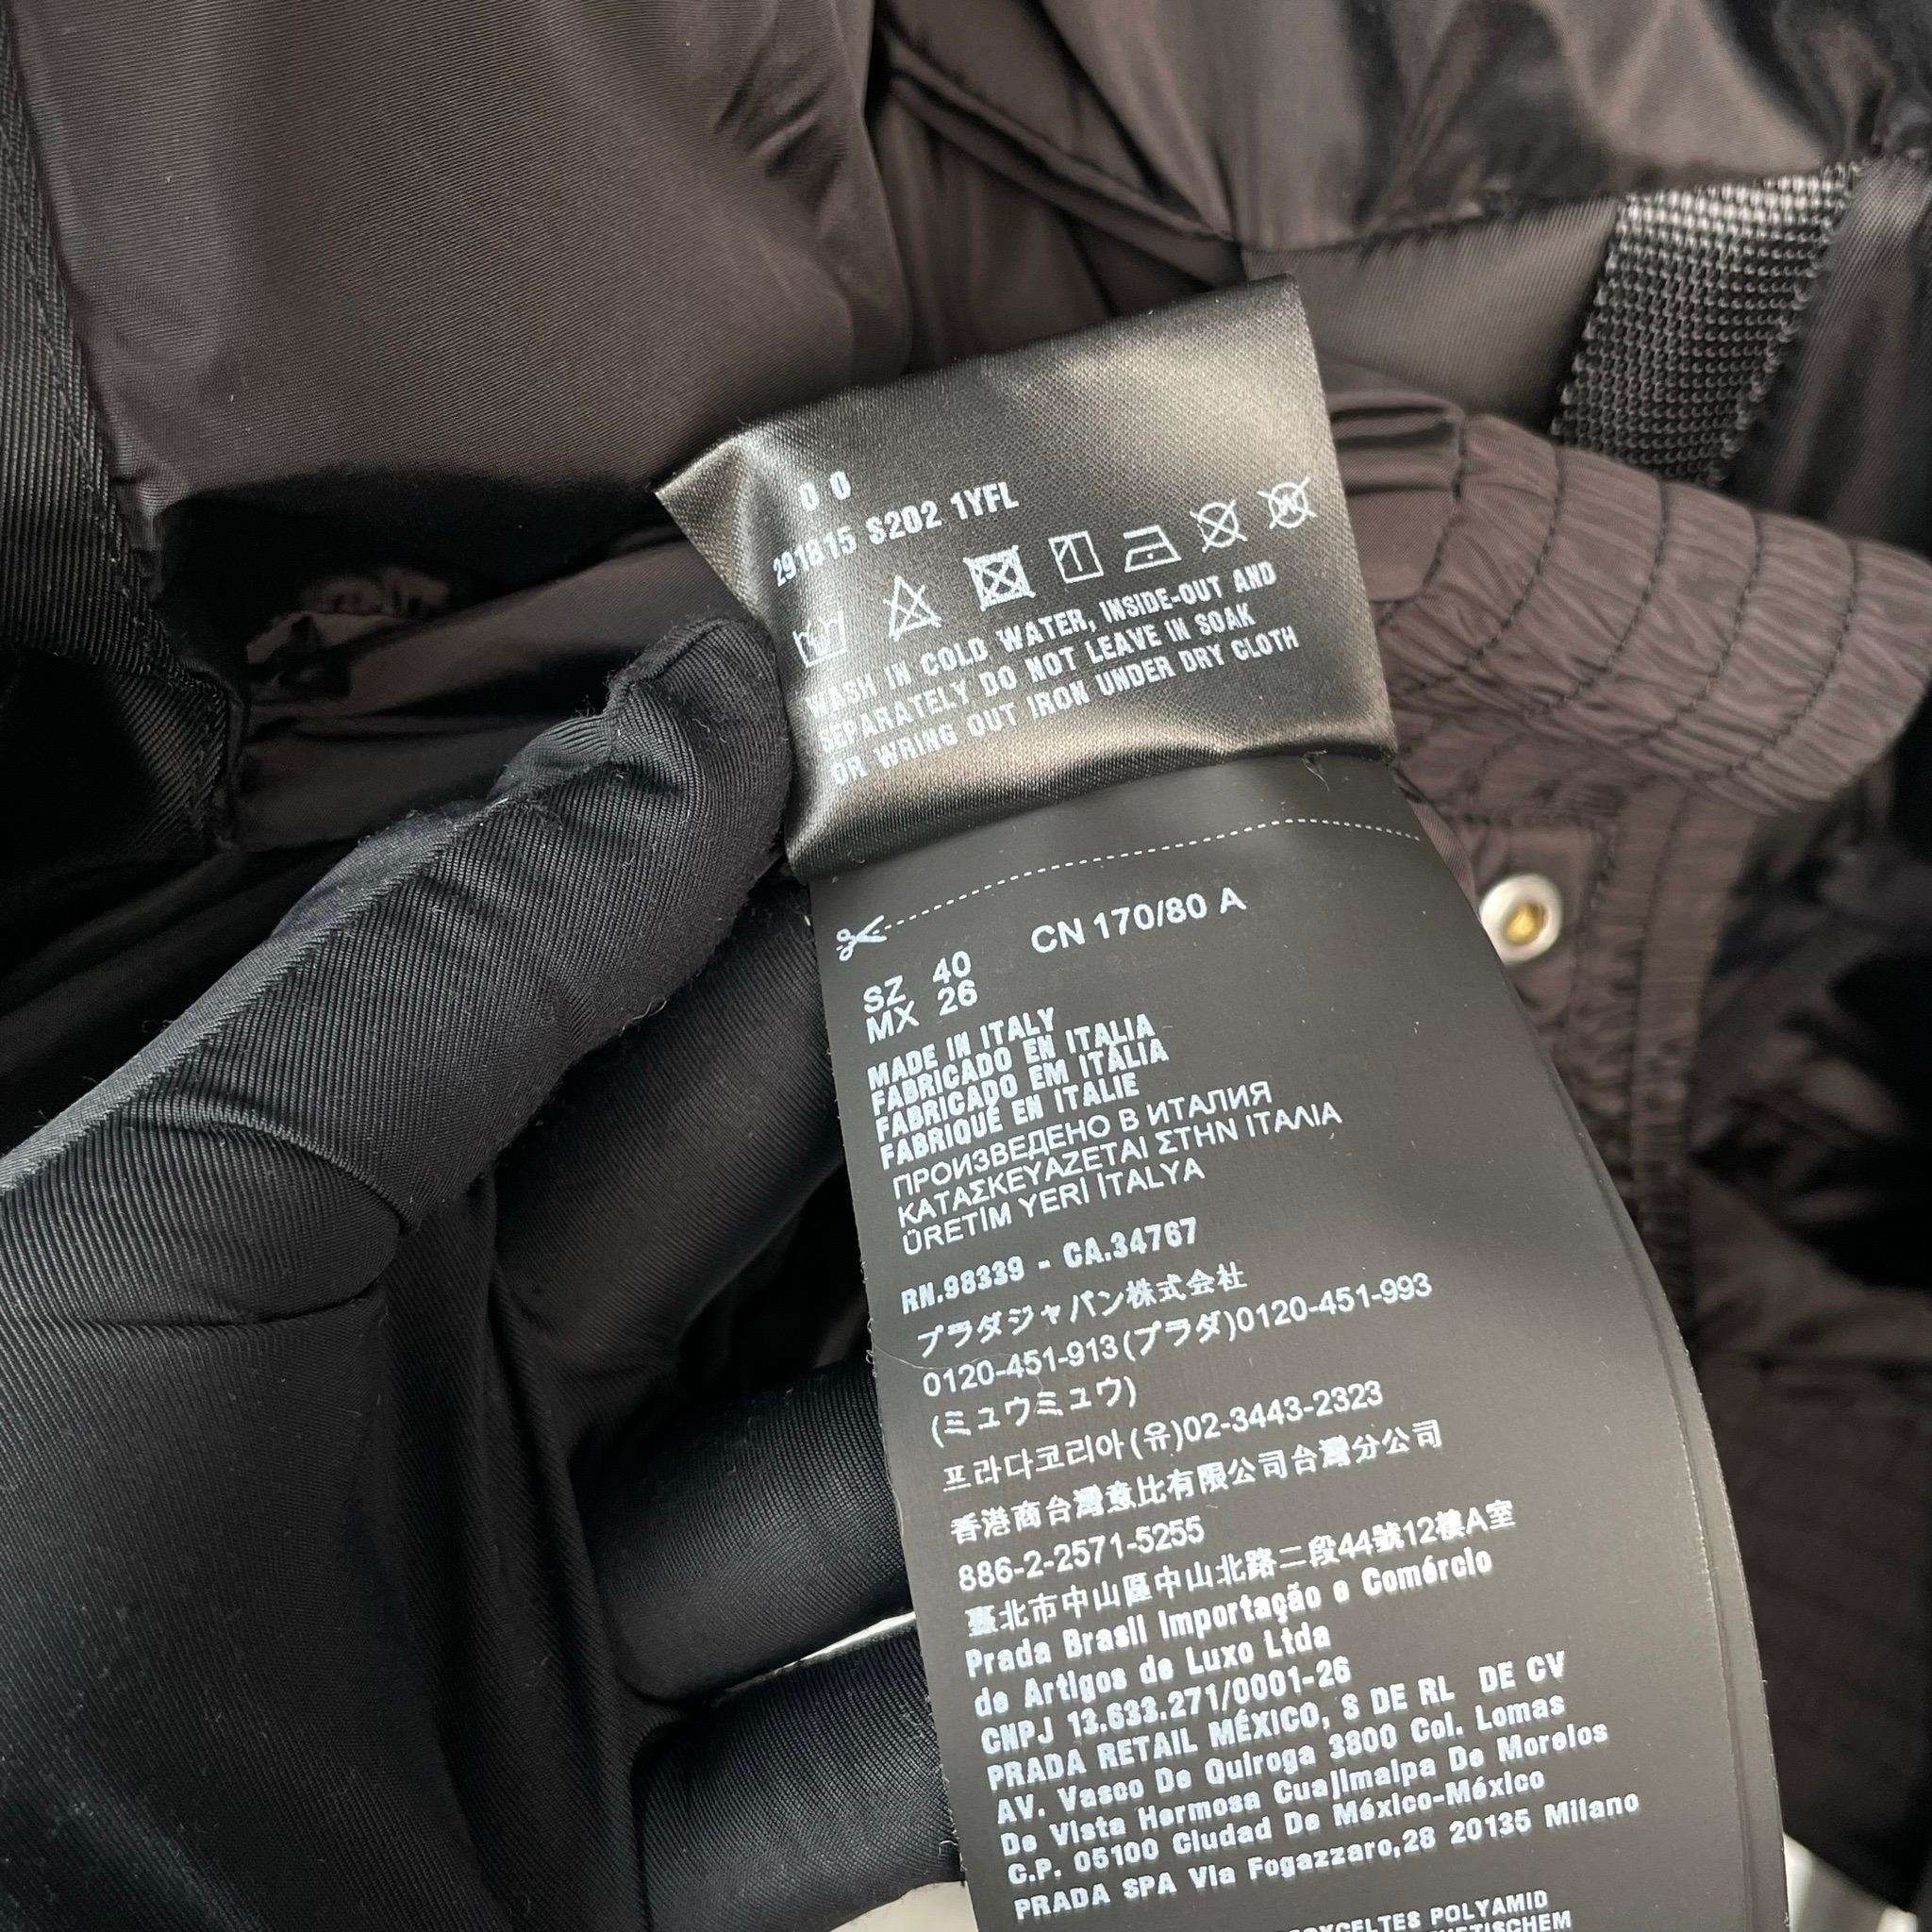 0 0
291815 S202 1YFL
WASH IN COLD WATER, INSIDE-OUT AND
SEPARATELY DO NOT LEAVE IN SOAK
OR WRING OUT IRON UNDER DRY CLOTH
SZ 40 CN 170/80 A
MX 26
MADE IN ITALY
FABRICADO EN ITALIA
FABRICADO EM ITÁLIA
FABRIQUÉ EN ITALIE
ПРОИЗВЕДЕНО В ИТАЛИЯ
ΚΑΤΑΣΚΕΥΑΖΕΤΑΙ ΣΤΗΝ ΙΤΑΛΙΑ
ÜRETİM YERİ İTALYA
RN.98339 - CA.34767
プラダジャパン株式会社
0120-451-913(プラダ)0120-451-993
(ミュウミュウ)
프라다코리아(유)02-3443-2323
香港商台灣意比有限公司台灣分公司
886-2-2571-5255
臺北市中山區中山北路二段44號12樓A室
Prada Brasil Importação e Comércio
de Artigos de Luxo Ltda
CNPJ 13.633.271/0001-26
PRADA RETAIL MÉXICO, S DE RL DE CV
AV. Vasco De Quiroga 3800 Col. Lomas
De Vista Hermosa Cuajimalpa De Morelos
C.P. 05100 Ciudad De México-México
PRADA SPA Via Fogazzaro,28 20135 Milano
POLYAMID